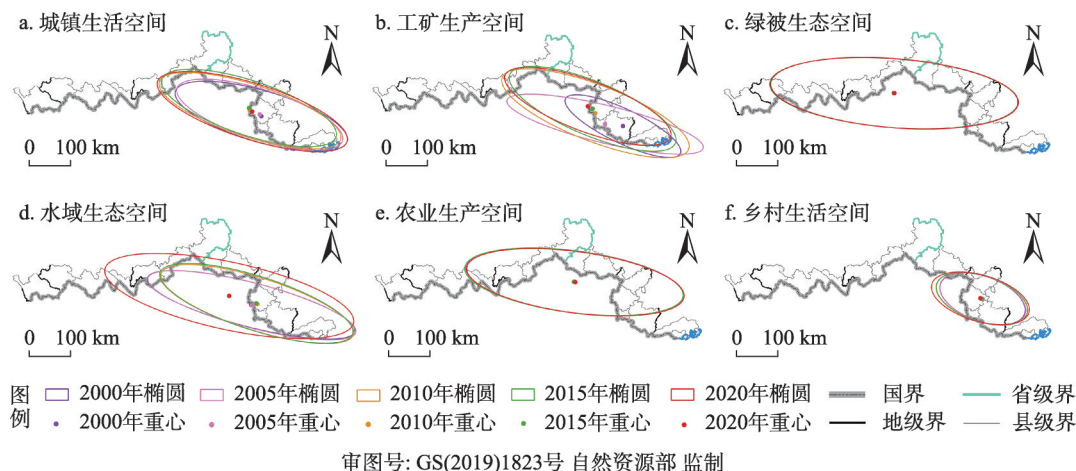 a. 城镇生活空间
N
0 100 km
b. 工矿生产空间
N
0 100 km
c. 绿被生态空间
N
0 100 km
d. 水域生态空间
N
0 100 km
e. 农业生产空间
N
0 100 km
f. 乡村生活空间
N
0 100 km
图例
2000年椭圆 2005年椭圆 2010年椭圆 2015年椭圆 2020年椭圆 国界 省级界
2000年重心 2005年重心 2010年重心 2015年重心 2020年重心 地级界 县级界
审图号: GS(2019)1823号 自然资源部 监制